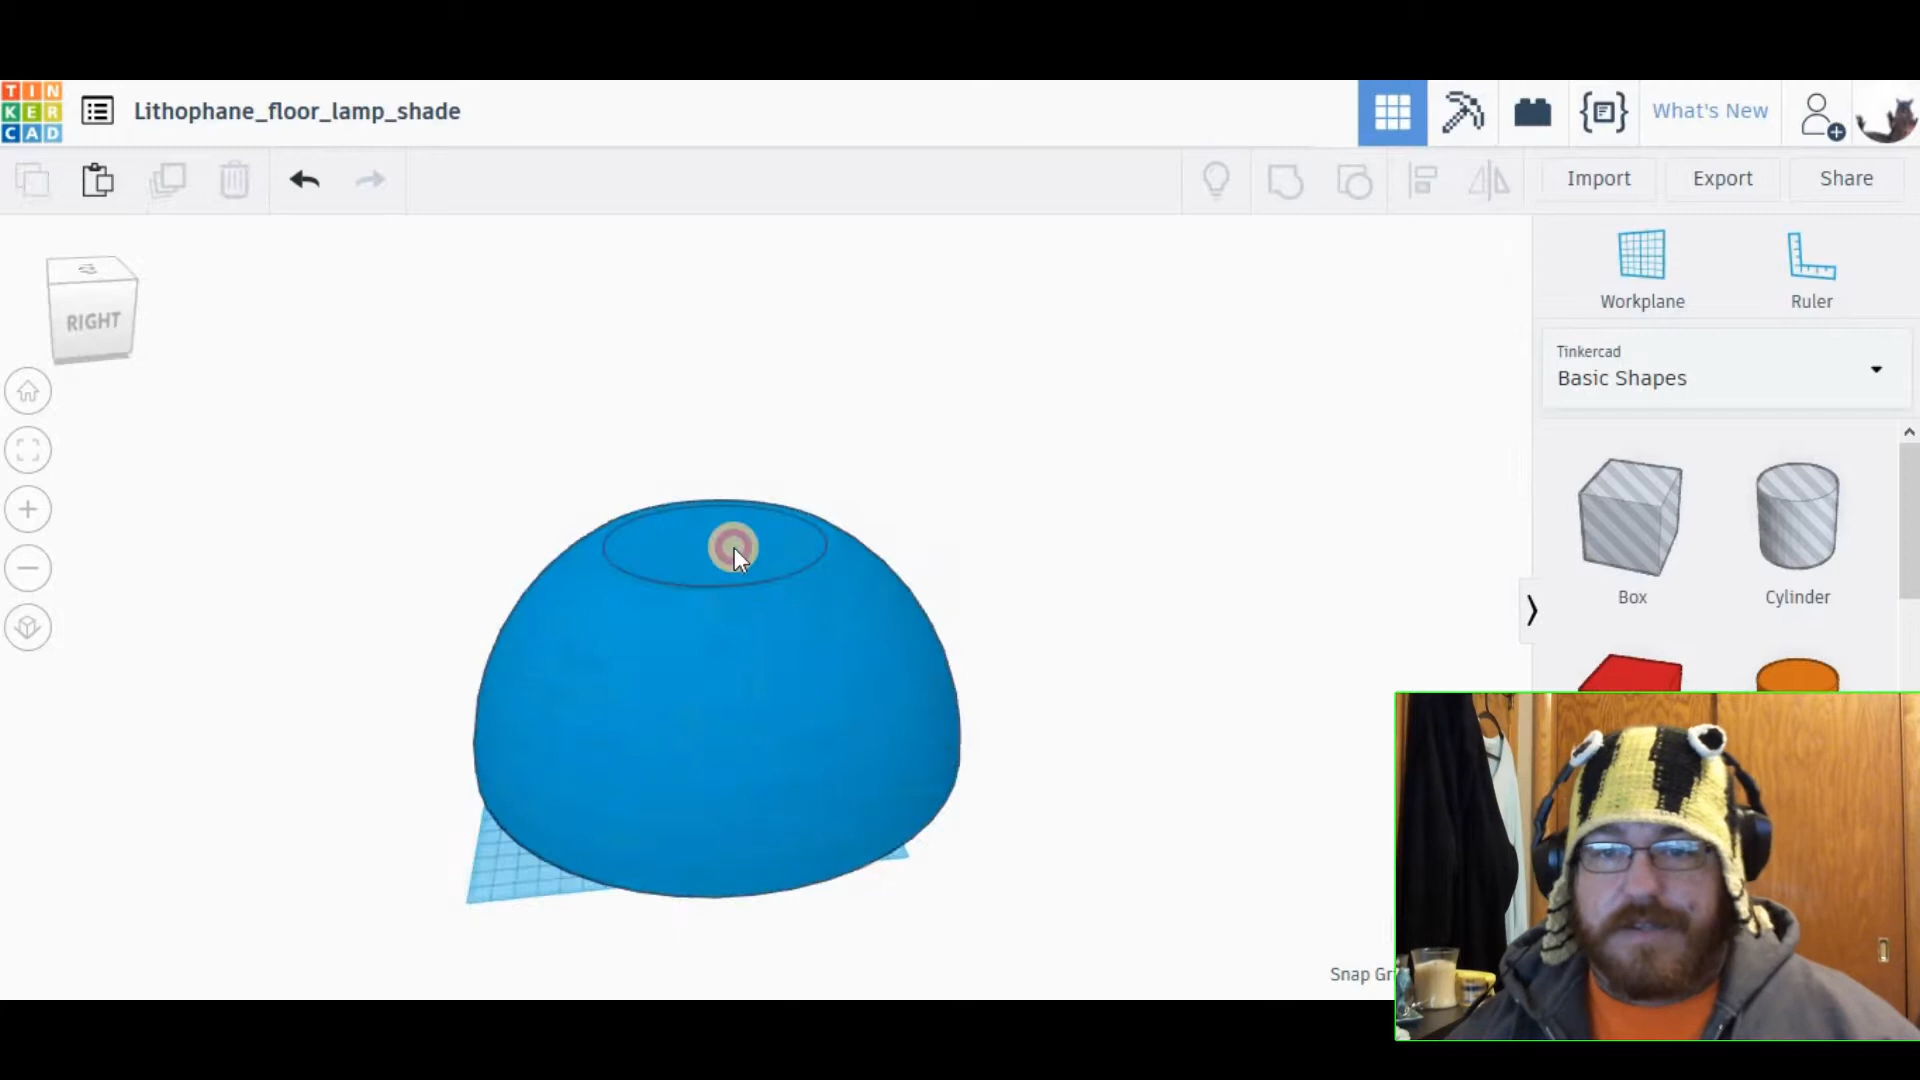 TIN
KER
CAD
Lithophane_floor_lamp_shade
What's New
Import
Export
Share
RIGHT
Workplane
Ruler
Tinkercad
Basic Shapes
Box
Cylinder
Snap Gr